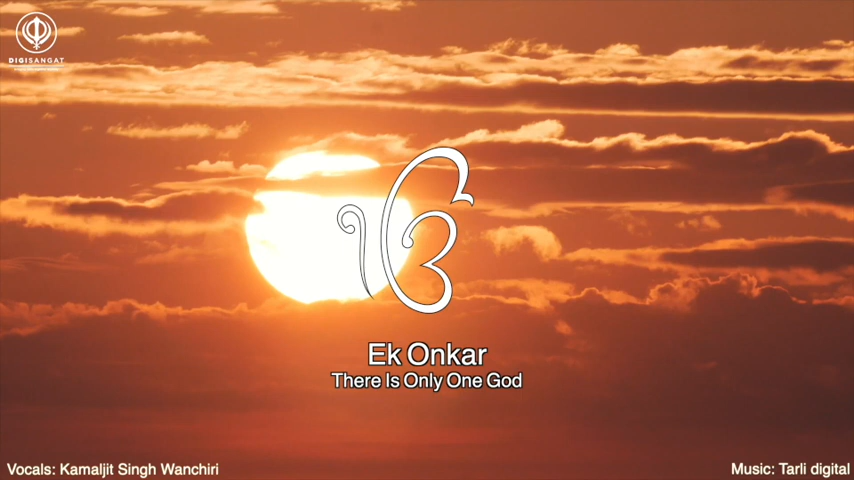 DIGISANGAT
ੴ
Ek Onkar
There Is Only One God
Vocals: Kamaljit Singh Wanchiri
Music: Tarli digital